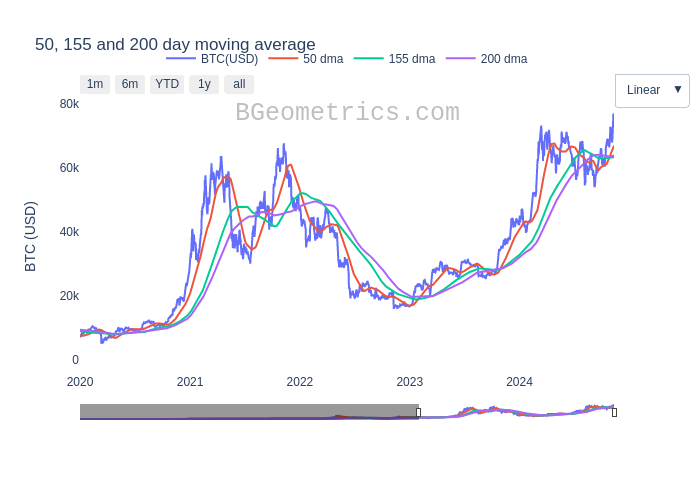 50, 155 and 200 day moving average
BTC(USD) 50 dma 155 dma 200 dma
1m 6m YTD 1y all
Linear ▼
BGeometrics.com
80k
60k
40k
20k
0
BTC (USD)
2020 2021 2022 2023 2024